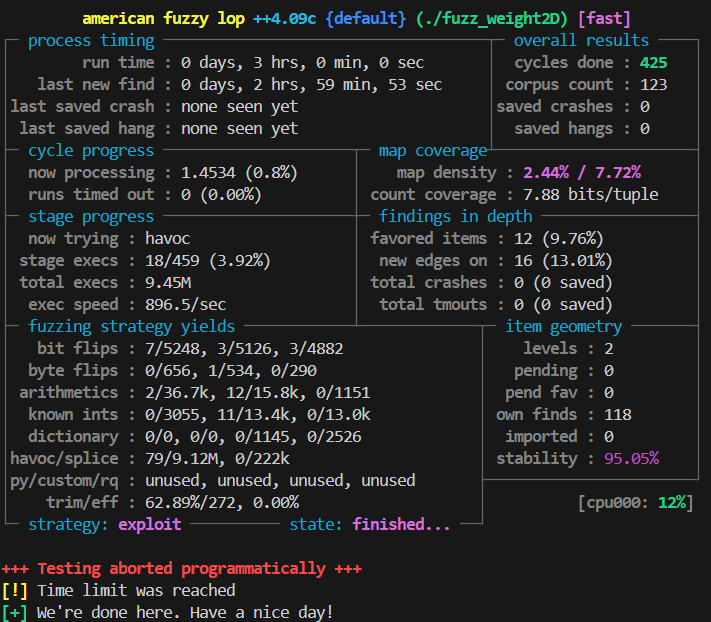 american fuzzy lop ++4.09c {default} (./fuzz_weight2D) [fast]
process timing overall results
run time : 0 days, 3 hrs, 0 min, 0 sec cycles done : 425
last new find : 0 days, 2 hrs, 59 min, 53 sec corpus count : 123
last saved crash : none seen yet saved crashes : 0
last saved hang : none seen yet saved hangs : 0
cycle progress map coverage
now processing : 1.4534 (0.8%) map density : 2.44% / 7.72%
runs timed out : 0 (0.00%) count coverage : 7.88 bits/tuple
stage progress findings in depth
now trying : havoc favored items : 12 (9.76%)
stage execs : 18/459 (3.92%) new edges on : 16 (13.01%)
total execs : 9.45M total crashes : 0 (0 saved)
exec speed : 896.5/sec total tmouts : 0 (0 saved)
fuzzing strategy yields item geometry
bit flips : 7/5248, 3/5126, 3/4882 levels : 2
byte flips : 0/656, 1/534, 0/290 pending : 0
arithmetics : 2/36.7k, 12/15.8k, 0/1151 pend fav : 0
known ints : 0/3055, 11/13.4k, 0/13.0k own finds : 118
dictionary : 0/0, 0/0, 0/1145, 0/2526 imported : 0
havoc/splice : 79/9.12M, 0/222k stability : 95.05%
py/custom/rq : unused, unused, unused, unused
trim/eff : 62.89%/272, 0.00% [cpu000: 12%]
strategy: exploit state: finished...
+++ Testing aborted programmatically +++
[!] Time limit was reached
[+] We're done here. Have a nice day!